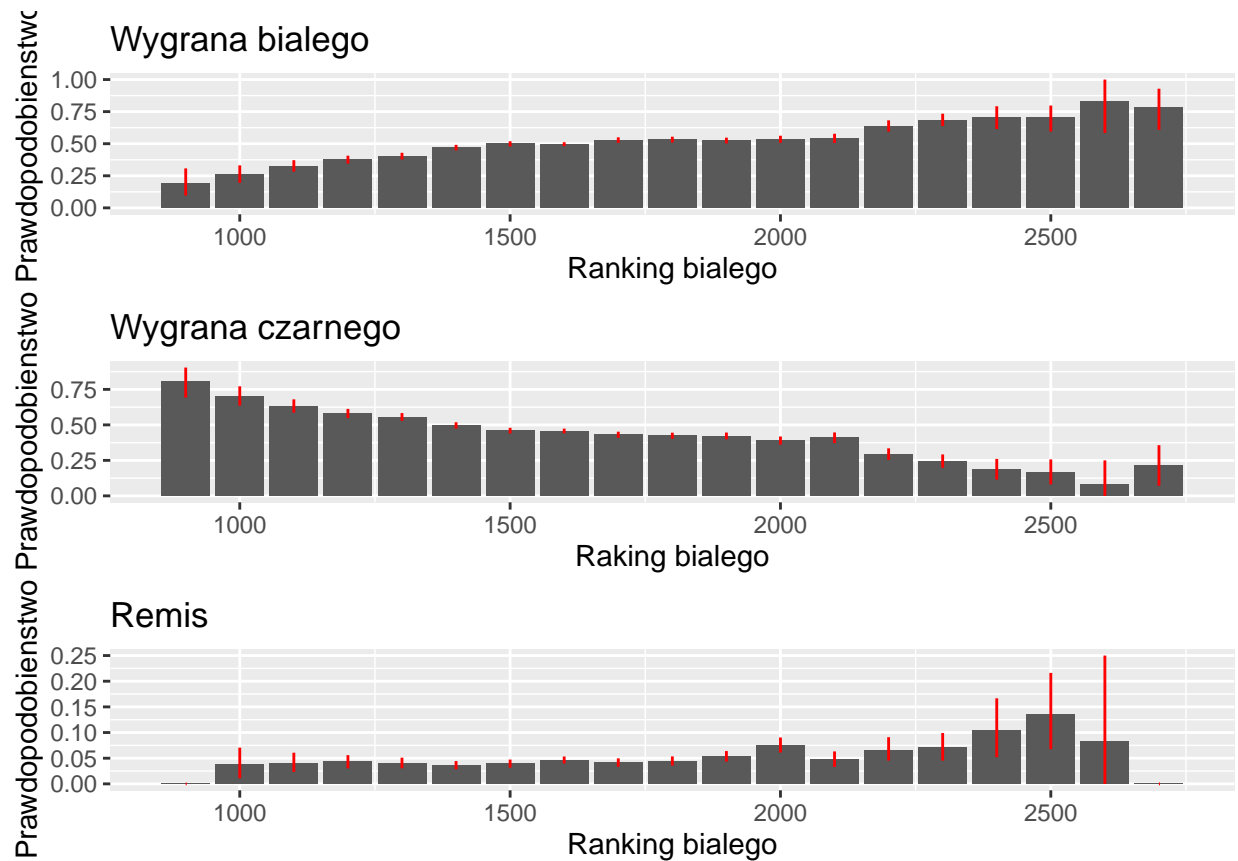 Wygrana bialego
Prawdopodobienstwo
1.00
0.75
0.50
0.25
0.00
1000 1500 2000 2500
Ranking bialego
Wygrana czarnego
Prawdopodobienstwo
0.75
0.50
0.25
0.00
1000 1500 2000 2500
Raking bialego
Remis
Prawdopodobienstwo
0.25
0.20
0.15
0.10
0.05
0.00
1000 1500 2000 2500
Ranking bialego